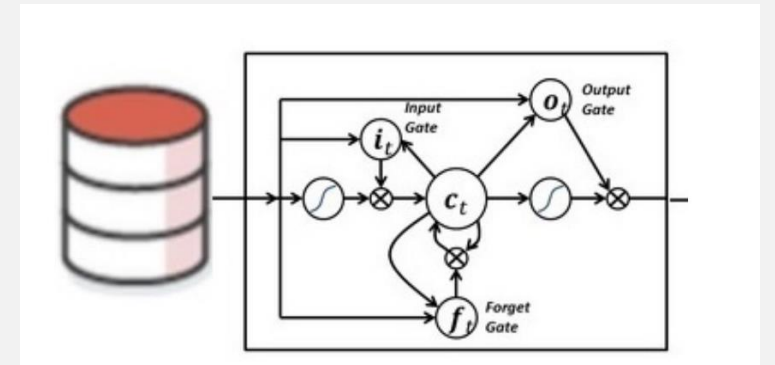 Input
Gate
i_t
o_t
Output
Gate
c_t
f_t
Forget
Gate